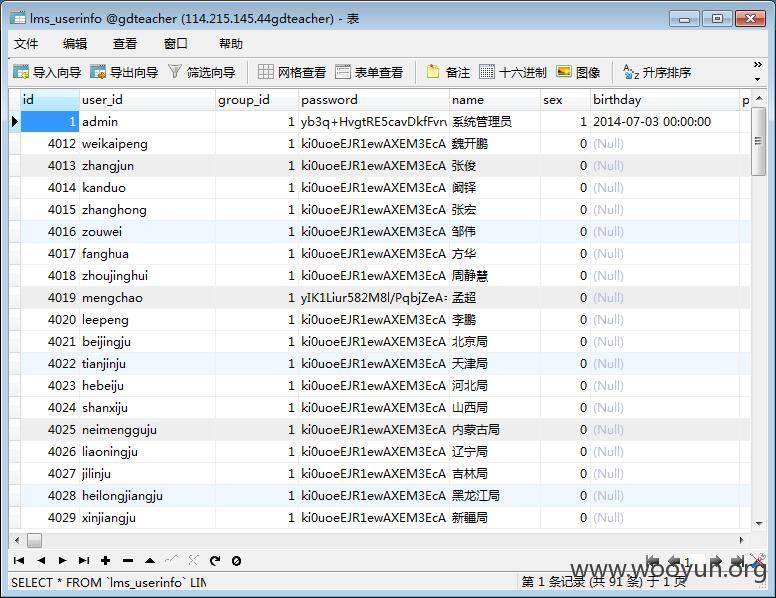 lms_userinfo @gdteacher (114.215.145.44gdteacher) - 表
文件 编辑 查看 窗口 帮助
导入向导 导出向导 筛选向导 网格查看 表单查看 备注 十六进制 图像 升序排序
id user_id group_id password name sex birthday p
1 admin 1 yb3q+HvgtRE5cavDkfFvrv 系统管理员 1 2014-07-03 00:00:00
4012 weikaipeng 1 ki0uoeEJR1ewAXEM3EcA 魏开鹏 0 (Null)
4013 zhangjun 1 ki0uoeEJR1ewAXEM3EcA 张俊 0 (Null)
4014 kanduo 1 ki0uoeEJR1ewAXEM3EcA 阚铎 0 (Null)
4015 zhanghong 1 ki0uoeEJR1ewAXEM3EcA 张宏 0 (Null)
4016 zouwei 1 ki0uoeEJR1ewAXEM3EcA 邹伟 0 (Null)
4017 fanghua 1 ki0uoeEJR1ewAXEM3EcA 方华 0 (Null)
4018 zhoujinghui 1 ki0uoeEJR1ewAXEM3EcA 周静慧 0 (Null)
4019 mengchao 1 yIK1Liur582M8l/PqbjZeA= 孟超 0 (Null)
4020 leepeng 1 ki0uoeEJR1ewAXEM3EcA 李鹏 0 (Null)
4021 beijingju 1 ki0uoeEJR1ewAXEM3EcA 北京局 0 (Null)
4022 tianjinju 1 ki0uoeEJR1ewAXEM3EcA 天津局 0 (Null)
4023 hebeiju 1 ki0uoeEJR1ewAXEM3EcA 河北局 0 (Null)
4024 shanxiju 1 ki0uoeEJR1ewAXEM3EcA 山西局 0 (Null)
4025 neimengguju 1 ki0uoeEJR1ewAXEM3EcA 内蒙古局 0 (Null)
4026 liaoningju 1 ki0uoeEJR1ewAXEM3EcA 辽宁局 0 (Null)
4027 jilinju 1 ki0uoeEJR1ewAXEM3EcA 吉林局 0 (Null)
4028 heilongjiangju 1 ki0uoeEJR1ewAXEM3EcA 黑龙江局 0 (Null)
4029 xinjiangju 1 ki0uoeEJR1ewAXEM3EcA 新疆局 0 (Null)
1
www.wooyun.org
SELECT * FROM `lms_userinfo` LIN 第 1 条记录 (共 91 条) 于 1 页